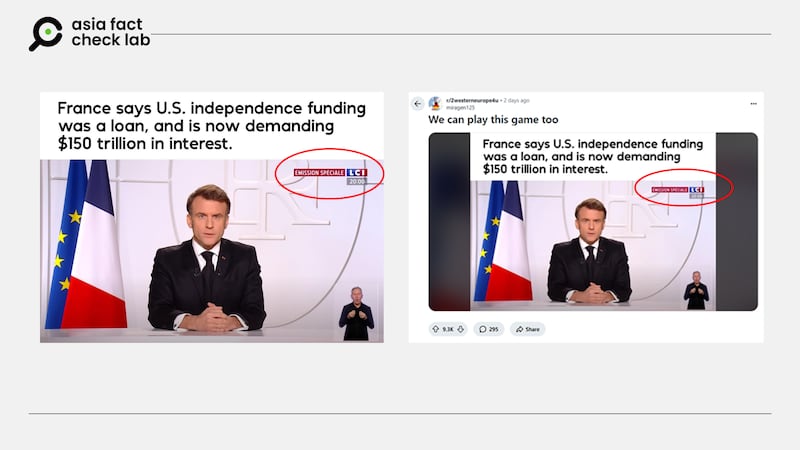 asia fact
check lab
France says U.S. independence funding
was a loan, and is now demanding
$150 trillion in interest.
EMISSION SPÉCIALE LCI
20:00
r/2westerneurope4u • 2 days ago
miragen125
We can play this game too
France says U.S. independence funding
was a loan, and is now demanding
$150 trillion in interest.
EMISSION SPÉCIALE LCI
9.3K
295
Share